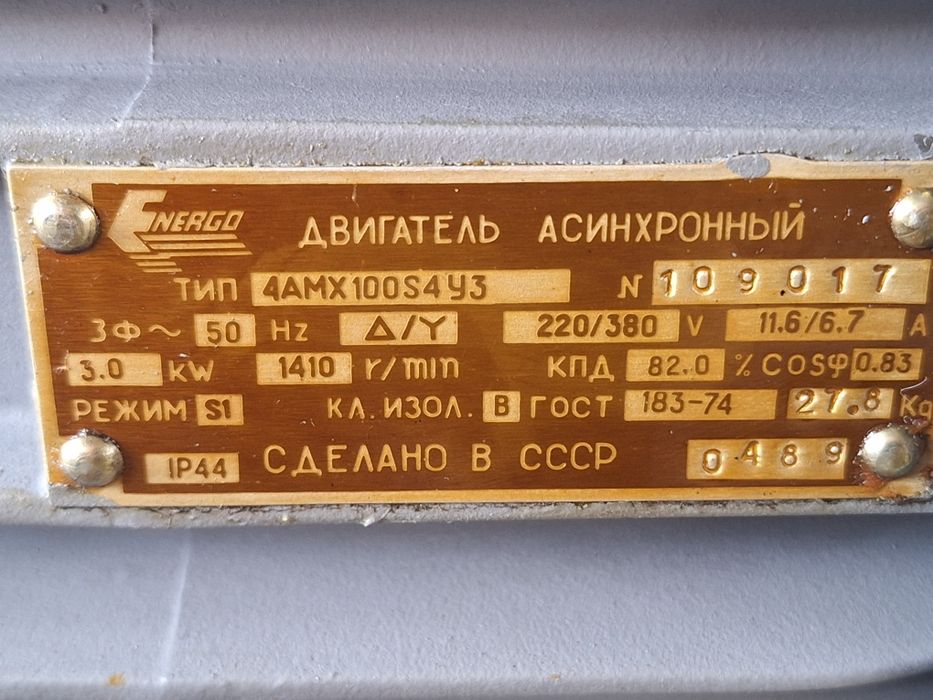 ENERGO ДВИГАТЕЛЬ АСИНХРОННЫЙ
ТИП 4АМХ100S4У3 N 109017
3Ф~ 50 Hz Δ/Y 220/380 V 11.6/6.7 A
3.0 KW 1410 r/min КПД 82.0 % COSφ 0.83
РЕЖИМ S1 КЛ. ИЗОЛ. В ГОСТ 183-74 27.8 Kg
IP44 СДЕЛАНО В СССР 0489